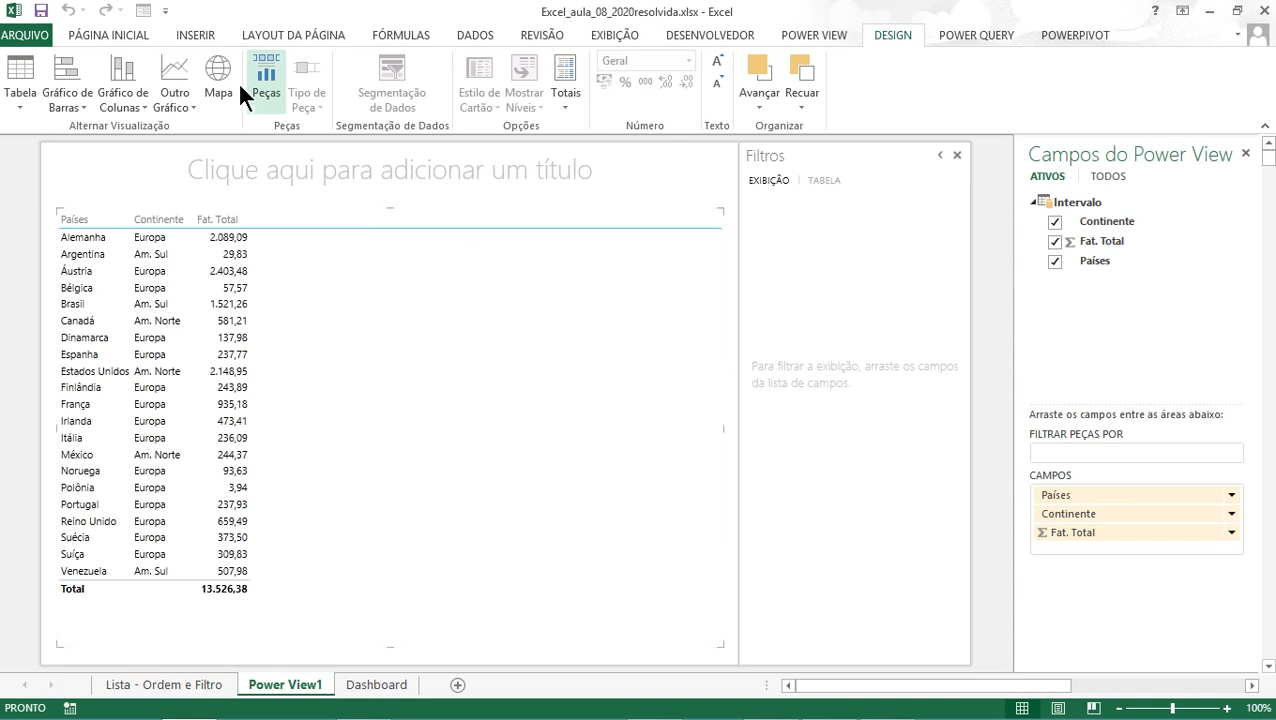 Excel_aula_08_2020resolvida.xlsx - Excel
ARQUIVO PÁGINA INICIAL INSERIR LAYOUT DA PÁGINA FÓRMULAS DADOS REVISÃO EXIBIÇÃO DESENVOLVEDOR POWER VIEW DESIGN POWER QUERY POWERPIVOT
Tabela Gráfico de Barras Gráfico de Colunas Outro Gráfico Mapa Peças Tipo de Peça Segmentação de Dados Estilo de Cartão Mostrar Níveis Totais Geral Avançar Recuar
Alternar Visualização Peças Segmentação de Dados Opções Número Texto Organizar
Clique aqui para adicionar um título
Países Continente Fat. Total
Alemanha Europa 2.089,09
Argentina Am. Sul 29,83
Áustria Europa 2.403,48
Bélgica Europa 57,57
Brasil Am. Sul 1.521,26
Canadá Am. Norte 581,21
Dinamarca Europa 137,98
Espanha Europa 237,77
Estados Unidos Am. Norte 2.148,95
Finlândia Europa 243,89
França Europa 935,18
Irlanda Europa 473,41
Itália Europa 236,09
México Am. Norte 244,37
Noruega Europa 93,63
Polônia Europa 3,94
Portugal Europa 237,93
Reino Unido Europa 659,49
Suécia Europa 373,50
Suíça Europa 309,83
Venezuela Am. Sul 507,98
Total 13.526,38
Filtros
EXIBIÇÃO TABELA
Para filtrar a exibição, arraste os campos
da lista de campos.
Campos do Power View
ATIVOS TODOS
Intervalo
Continente
Σ Fat. Total
Países
Arraste os campos entre as áreas abaixo:
FILTRAR PEÇAS POR
CAMPOS
Países
Continente
Σ Fat. Total
Lista - Ordem e Filtro Power View1 Dashboard
PRONTO 100%